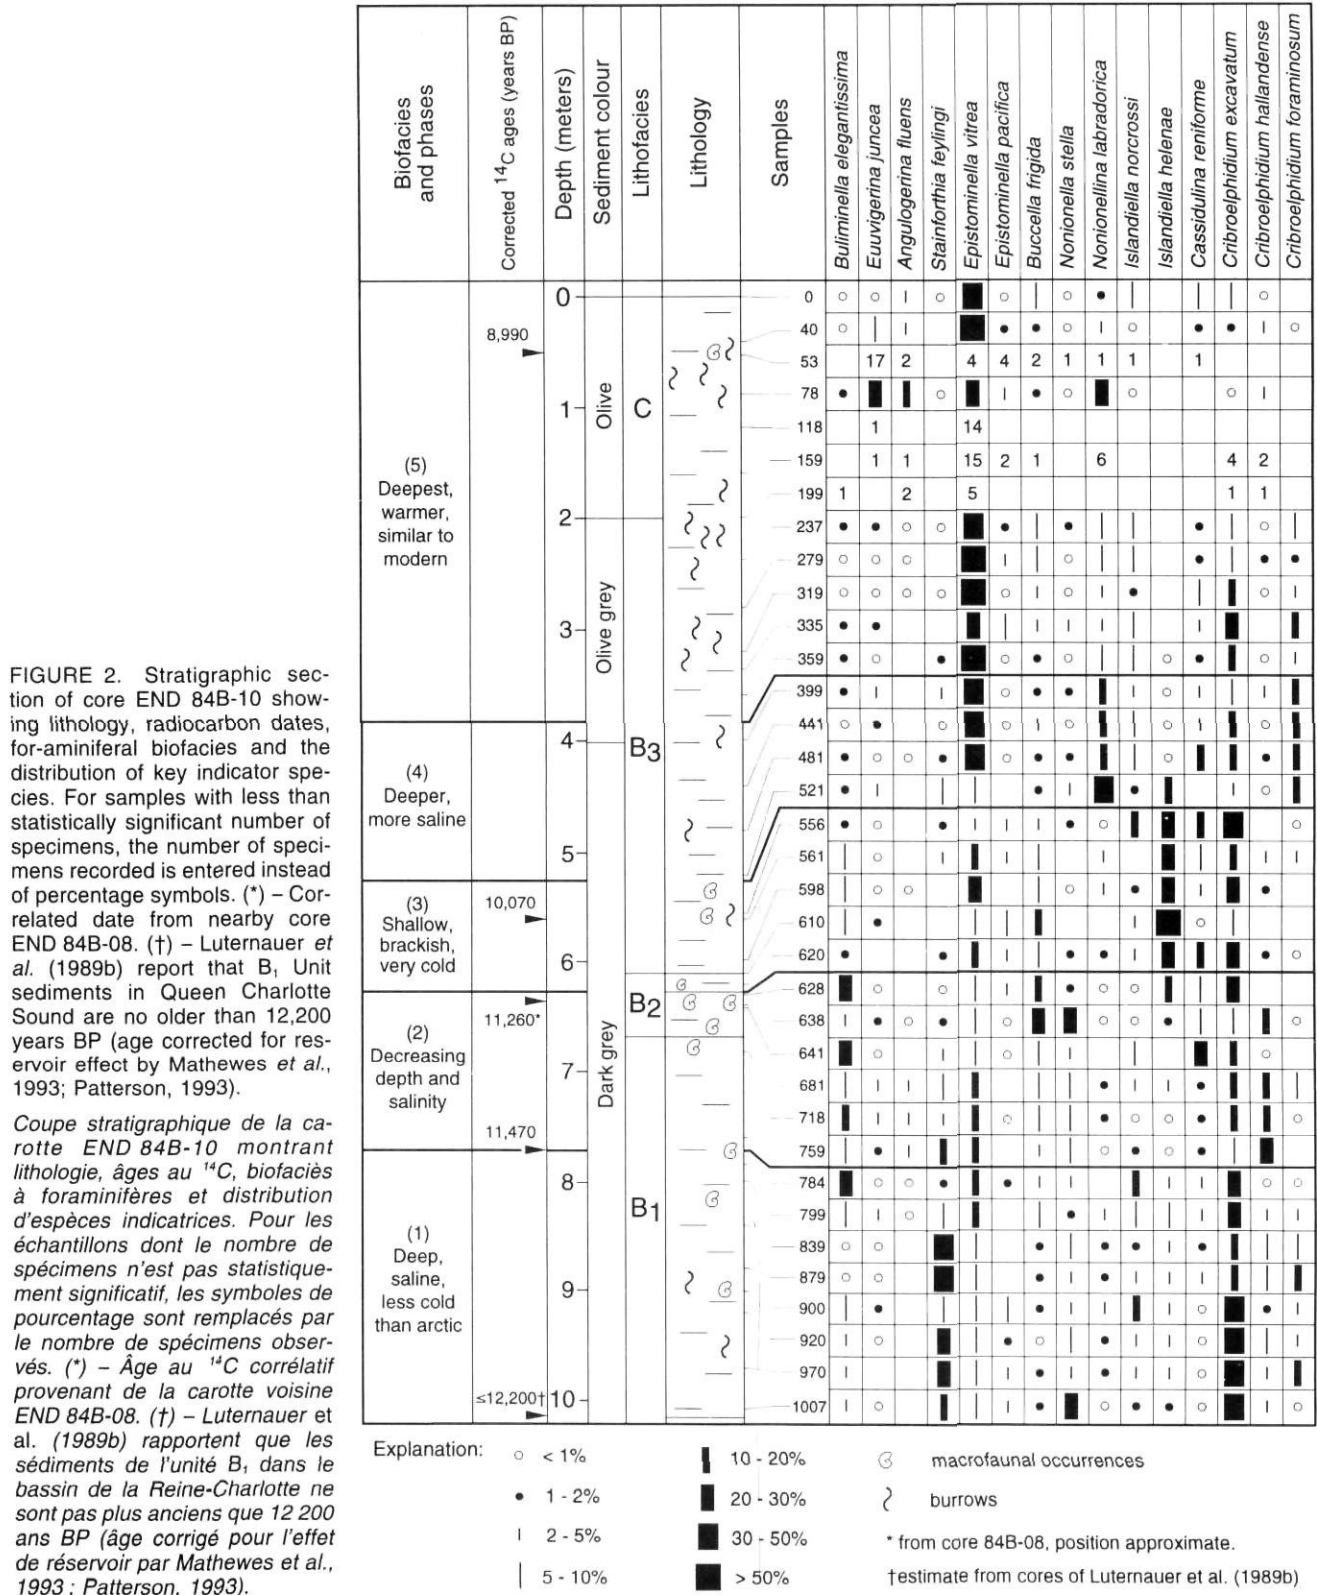 Biofacies
and phases
Corrected ¹⁴C ages (years BP)
Depth (meters)
Sediment colour
Lithofacies
Lithology
Samples
Buliminella elegantissima
Euuvigerina juncea
Angulogerina fluens
Stainforthia feylingi
Epistominella vitrea
Epistominella pacifica
Buccella frigida
Nonionella stella
Nonionellina labradorica
Islandiella norcrossi
Islandiella helenae
Cassidulina reniforme
Cribroelphidium excavatum
Cribroelphidium hallandense
Cribroelphidium foraminosum
(5)
Deepest,
warmer,
similar to
modern
(4)
Deeper,
more saline
(3)
Shallow,
brackish,
very cold
(2)
Decreasing
depth and
salinity
(1)
Deep,
saline,
less cold
than arctic
8,990
10,070
11,260*
11,470
≤12,200†
0
1
2
3
4
5
6
7
8
9
10
Olive
Olive grey
Dark grey
C
B3
B2
B1
0
40
53 17 2 4 4 2 1 1 1 1
78
118 1 14
159 1 1 15 2 1 6 4 2
199 1 2 5 1 1
237
279
319
335
359
399
441
481
521
556
561
598
610
620
628
638
641
681
718
759
784
799
839
879
900
920
970
1007
Explanation:
< 1%
1 - 2%
2 - 5%
5 - 10%
10 - 20%
20 - 30%
30 - 50%
> 50%
macrofaunal occurrences
burrows
* from core 84B-08, position approximate.
†estimate from cores of Luternauer et al. (1989b)
FIGURE 2. Stratigraphic sec-
tion of core END 84B-10 show-
ing lithology, radiocarbon dates,
for-aminiferal biofacies and the
distribution of key indicator spe-
cies. For samples with less than
statistically significant number of
specimens, the number of speci-
mens recorded is entered instead
of percentage symbols. (*) – Cor-
related date from nearby core
END 84B-08. (†) – Luternauer et
al. (1989b) report that B₁ Unit
sediments in Queen Charlotte
Sound are no older than 12,200
years BP (age corrected for res-
ervoir effect by Mathewes et al.,
1993; Patterson, 1993).
Coupe stratigraphique de la ca-
rotte END 84B-10 montrant
lithologie, âges au ¹⁴C, biofaciès
à foraminifères et distribution
d'espèces indicatrices. Pour les
échantillons dont le nombre de
spécimens n'est pas statistique-
ment significatif, les symboles de
pourcentage sont remplacés par
le nombre de spécimens obser-
vés. (*) – Âge au ¹⁴C corrélatif
provenant de la carotte voisine
END 84B-08. (†) – Luternauer et
al. (1989b) rapportent que les
sédiments de l'unité B₁ dans le
bassin de la Reine-Charlotte ne
sont pas plus anciens que 12 200
ans BP (âge corrigé pour l'effet
de réservoir par Mathewes et al.,
1993 ; Patterson, 1993).